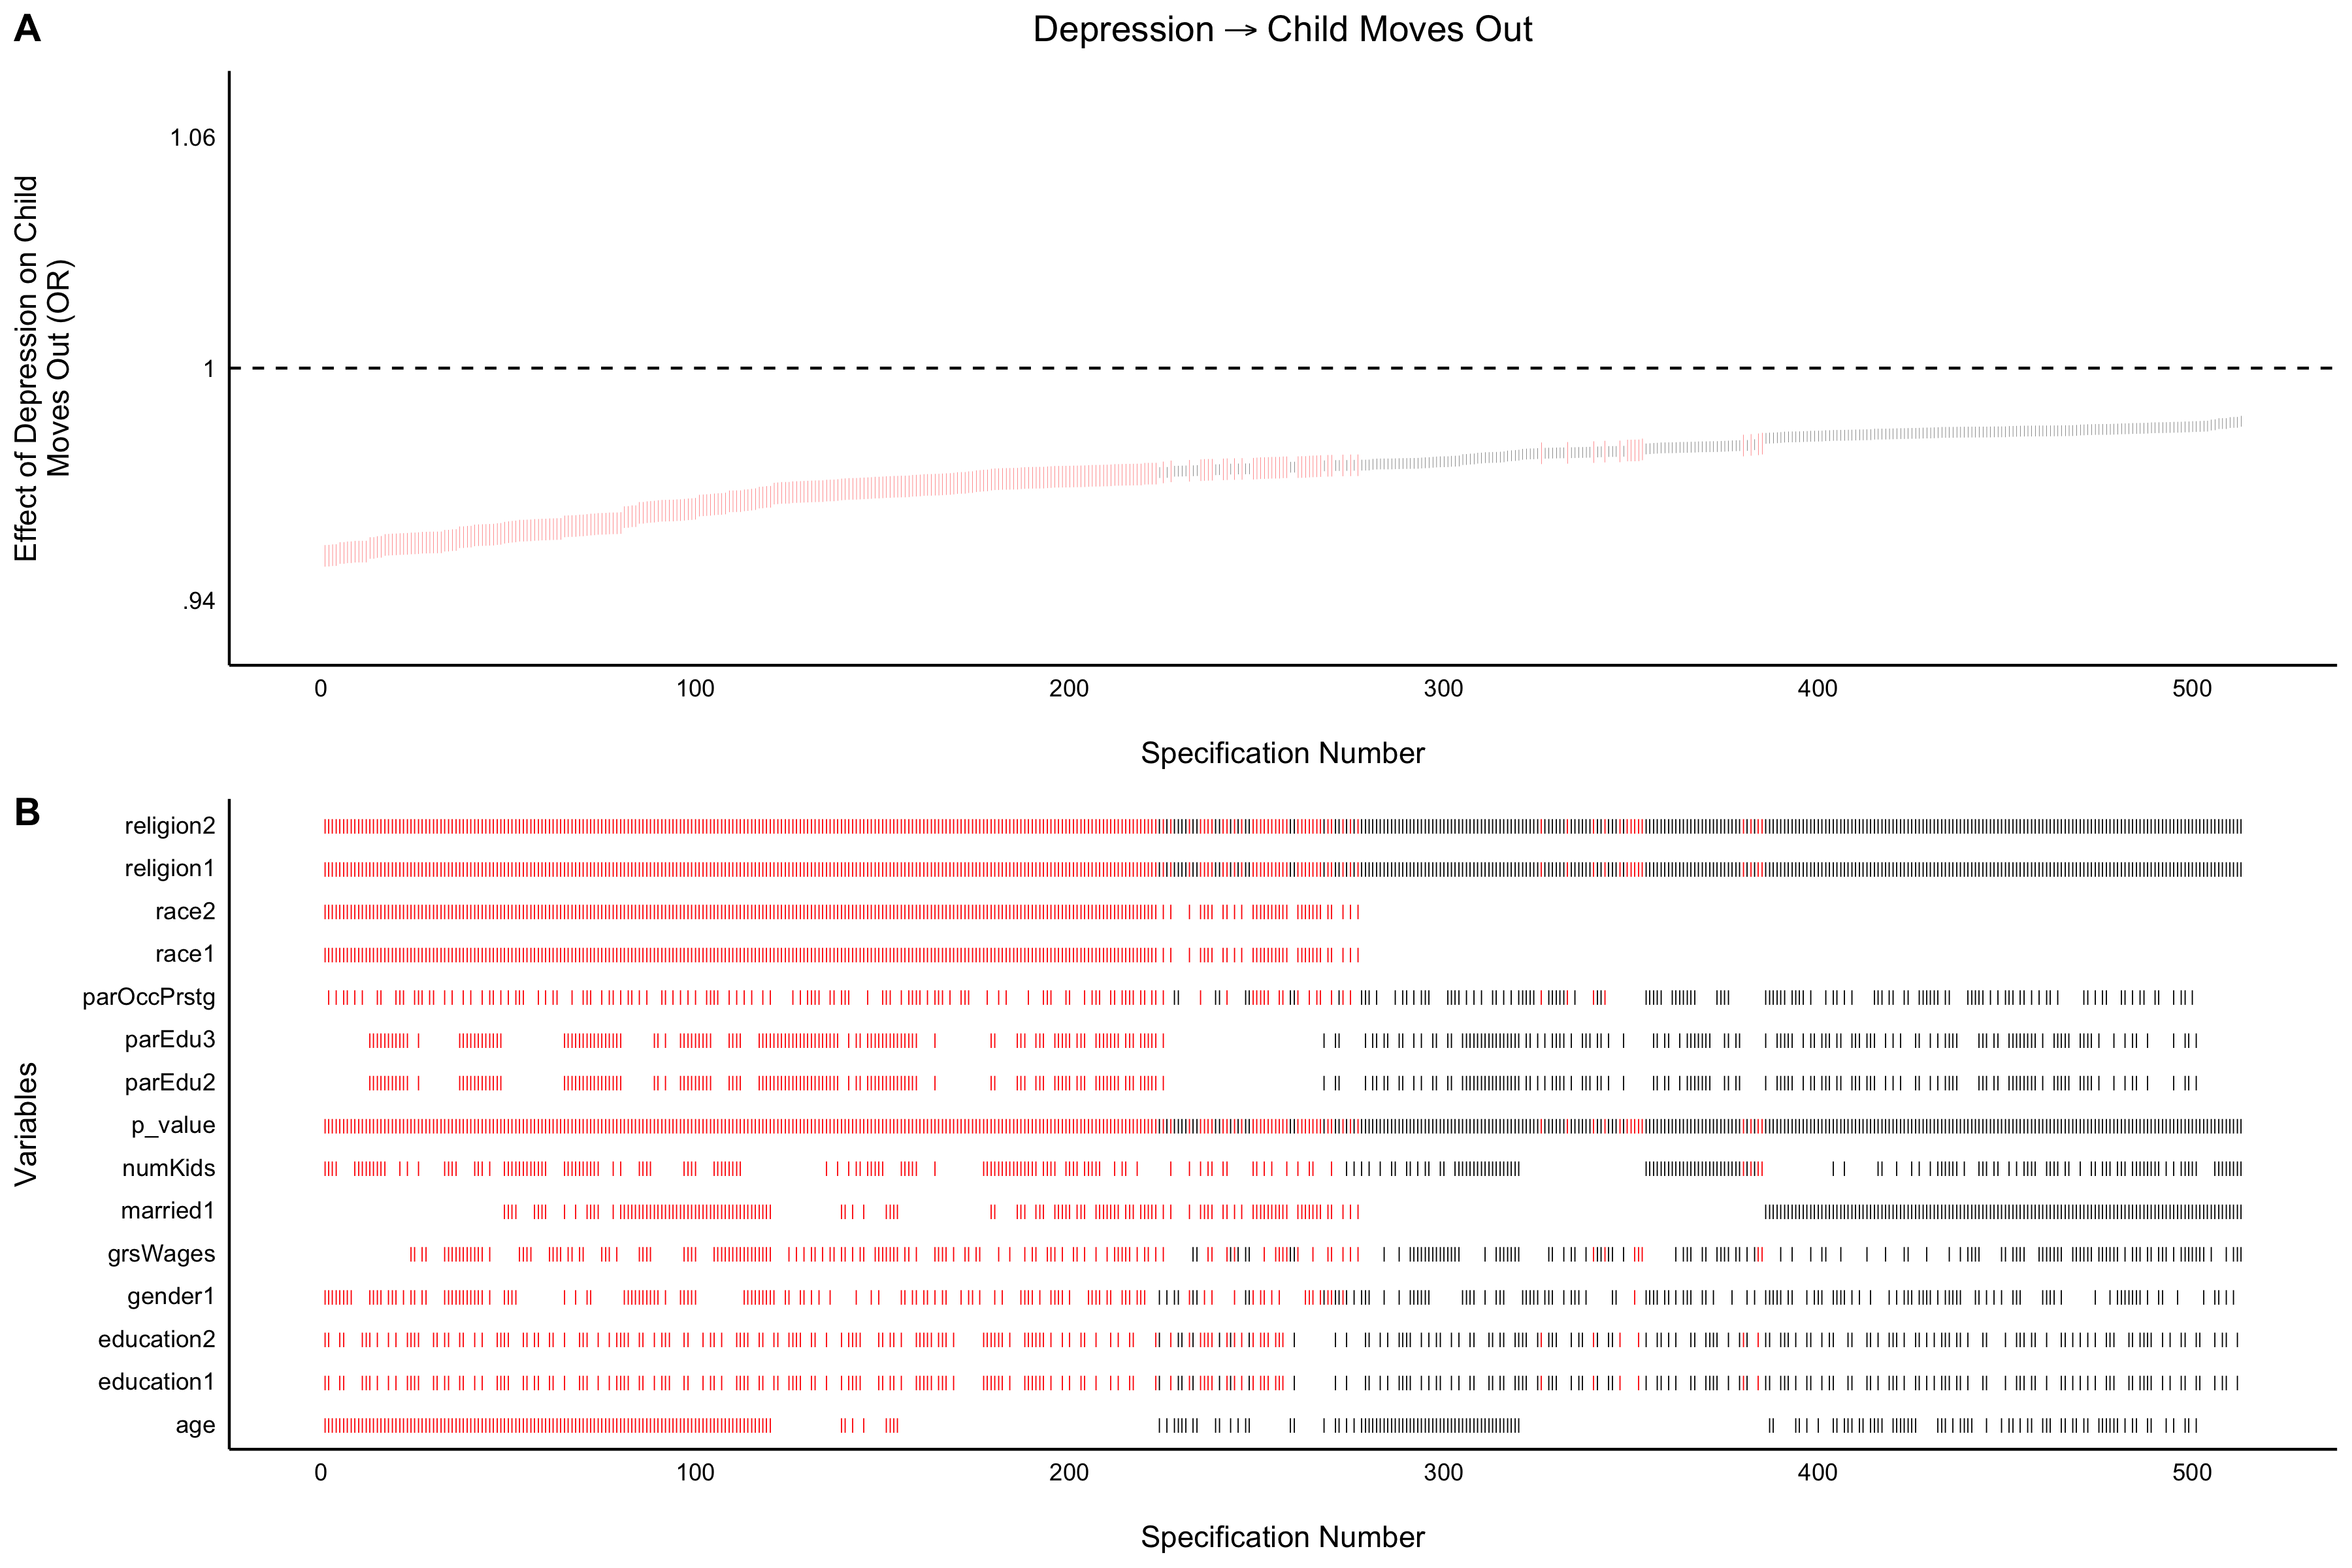 A
Depression → Child Moves Out
Effect of Depression on Child
Moves Out (OR)
1.06
1
.94
0 100 200 300 400 500
Specification Number
B
Variables
religion2
religion1
race2
race1
parOccPrstg
parEdu3
parEdu2
p_value
numKids
married1
grsWages
gender1
education2
education1
age
0 100 200 300 400 500
Specification Number